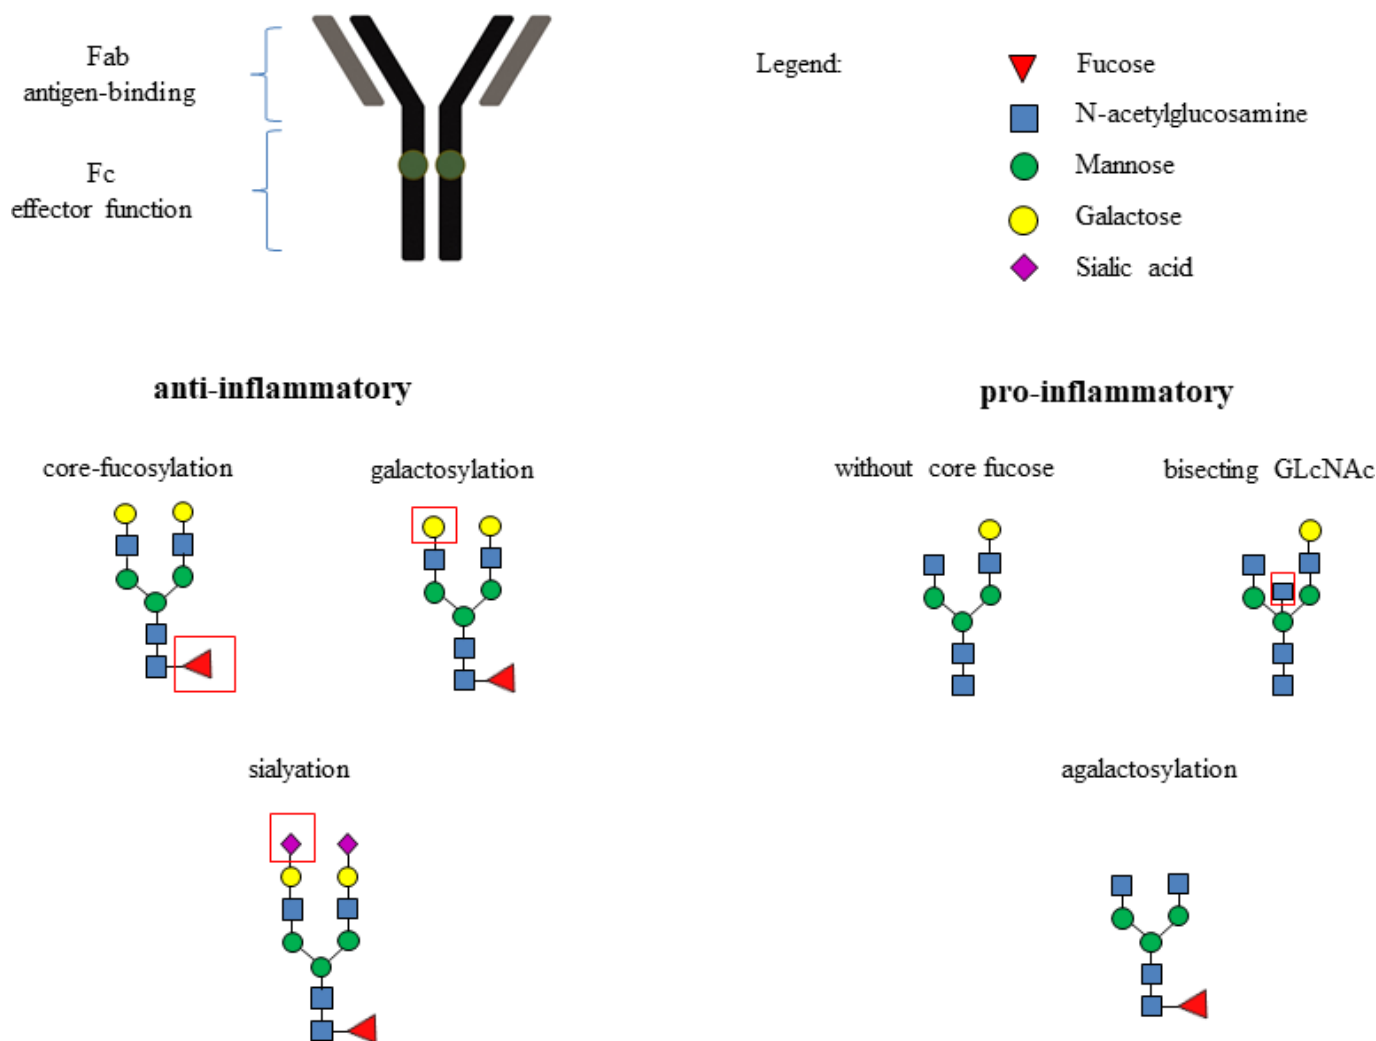 Fab
antigen-binding
Fc
effector function
Legend:
Fucose
N-acetylglucosamine
Mannose
Galactose
Sialic acid
anti-inflammatory
pro-inflammatory
core-fucosylation
galactosylation
without core fucose
bisecting GLcNAc
sialyation
agalactosylation